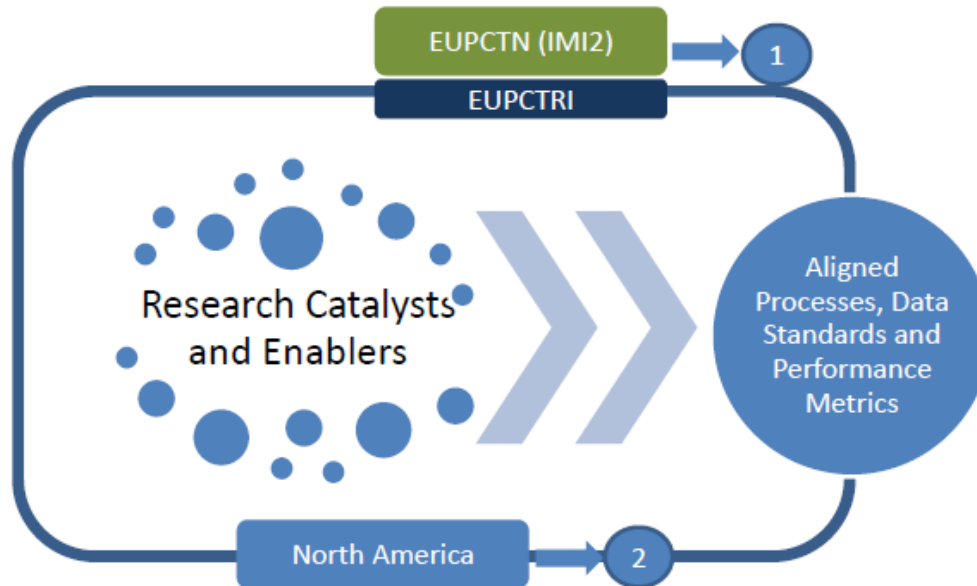 EUPCTN (IMI2)
1
EUPCTRI
Research Catalysts
and Enablers
Aligned
Processes, Data
Standards and
Performance
Metrics
North America
2